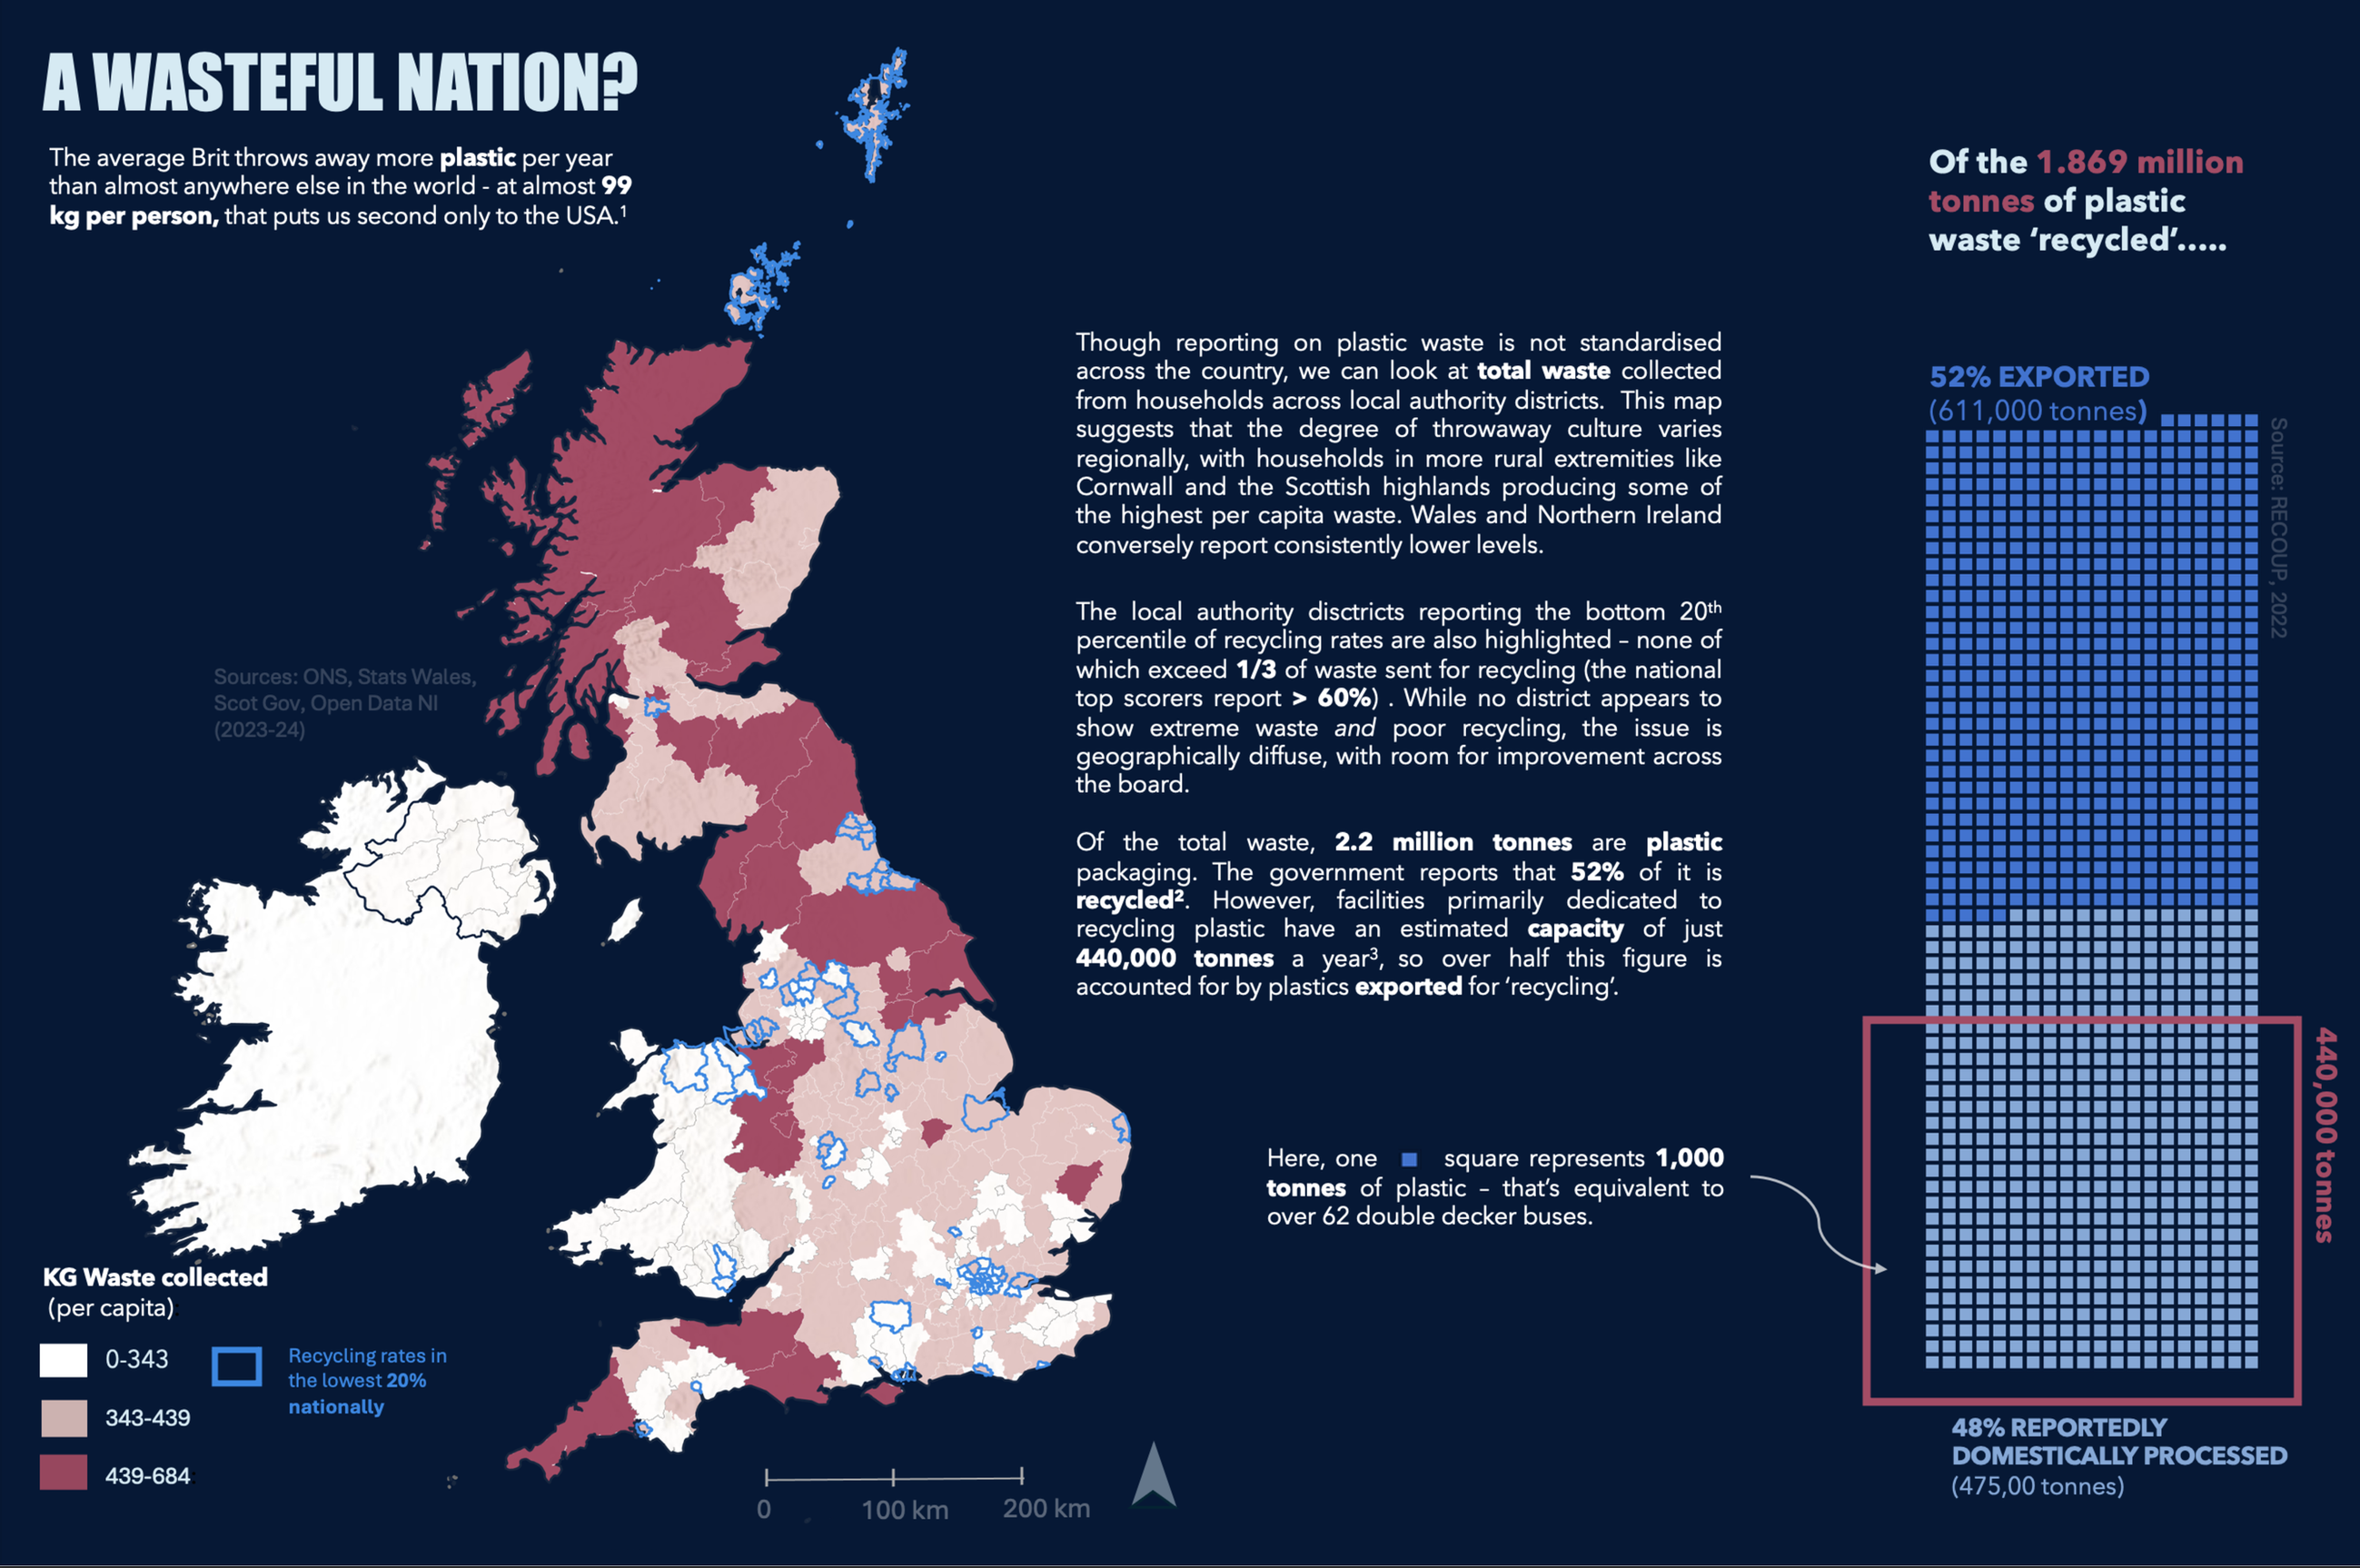 A WASTEFUL NATION?
The average Brit throws away more plastic per year
than almost anywhere else in the world - at almost 99
kg per person, that puts us second only to the USA.¹
Sources: ONS, Stats Wales,
Scot Gov, Open Data NI
(2023-24)
KG Waste collected
(per capita)
0-343
343-439
439-684
Recycling rates in
the lowest 20%
nationally
0
100 km
200 km
Though reporting on plastic waste is not standardised
across the country, we can look at total waste collected
from households across local authority districts. This map
suggests that the degree of throwaway culture varies
regionally, with households in more rural extremities like
Cornwall and the Scottish highlands producing some of
the highest per capita waste. Wales and Northern Ireland
conversely report consistently lower levels.
The local authority disctricts reporting the bottom 20th
percentile of recycling rates are also highlighted – none of
which exceed 1/3 of waste sent for recycling (the national
top scorers report > 60%) . While no district appears to
show extreme waste and poor recycling, the issue is
geographically diffuse, with room for improvement across
the board.
Of the total waste, 2.2 million tonnes are plastic
packaging. The government reports that 52% of it is
recycled². However, facilities primarily dedicated to
recycling plastic have an estimated capacity of just
440,000 tonnes a year³, so over half this figure is
accounted for by plastics exported for ‘recycling’.
Here, one square represents 1,000
tonnes of plastic – that’s equivalent to
over 62 double decker buses.
Of the 1.869 million
tonnes of plastic
waste ‘recycled’.....
52% EXPORTED
(611,000 tonnes)
Source: RECOUP, 2022
440,000 tonnes
48% REPORTEDLY
DOMESTICALLY PROCESSED
(475,00 tonnes)